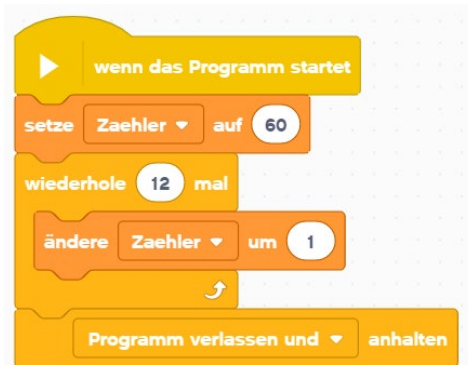 wenn das Programm startet
setze Zaehler auf 60
wiederhole 12 mal
ändere Zaehler um 1
Programm verlassen und anhalten